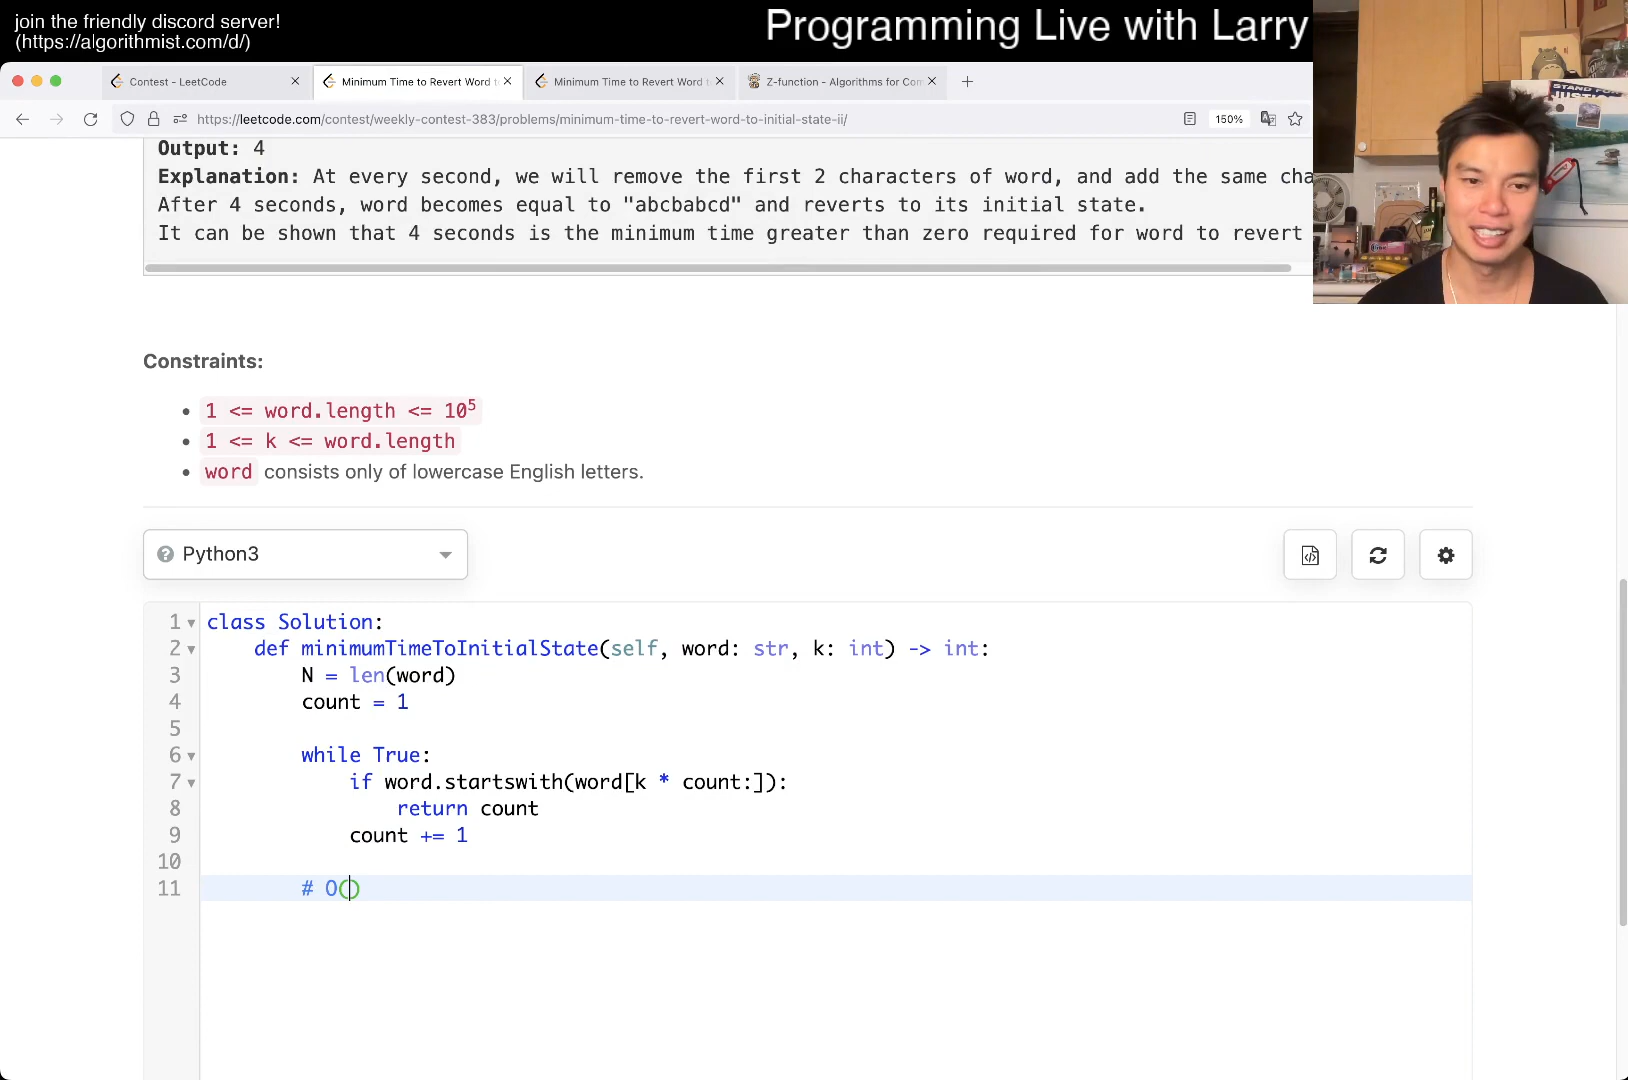 join the friendly discord server!
(https://algorithmist.com/d/)
Programming Live with Larry
Contest - LeetCode
Minimum Time to Revert Word t
Minimum Time to Revert Word t
Z-function - Algorithms for Com
https://leetcode.com/contest/weekly-contest-383/problems/minimum-time-to-revert-word-to-initial-state-ii/
150%
Output: 4
Explanation: At every second, we will remove the first 2 characters of word, and add the same cha
After 4 seconds, word becomes equal to "abcbabcd" and reverts to its initial state.
It can be shown that 4 seconds is the minimum time greater than zero required for word to revert
Constraints:
1 <= word.length <= 10⁵
1 <= k <= word.length
word consists only of lowercase English letters.
Python3
1 class Solution:
2 def minimumTimeToInitialState(self, word: str, k: int) -> int:
3 N = len(word)
4 count = 1
5
6 while True:
7 if word.startswith(word[k * count:]):
8 return count
9 count += 1
10
11 # O()